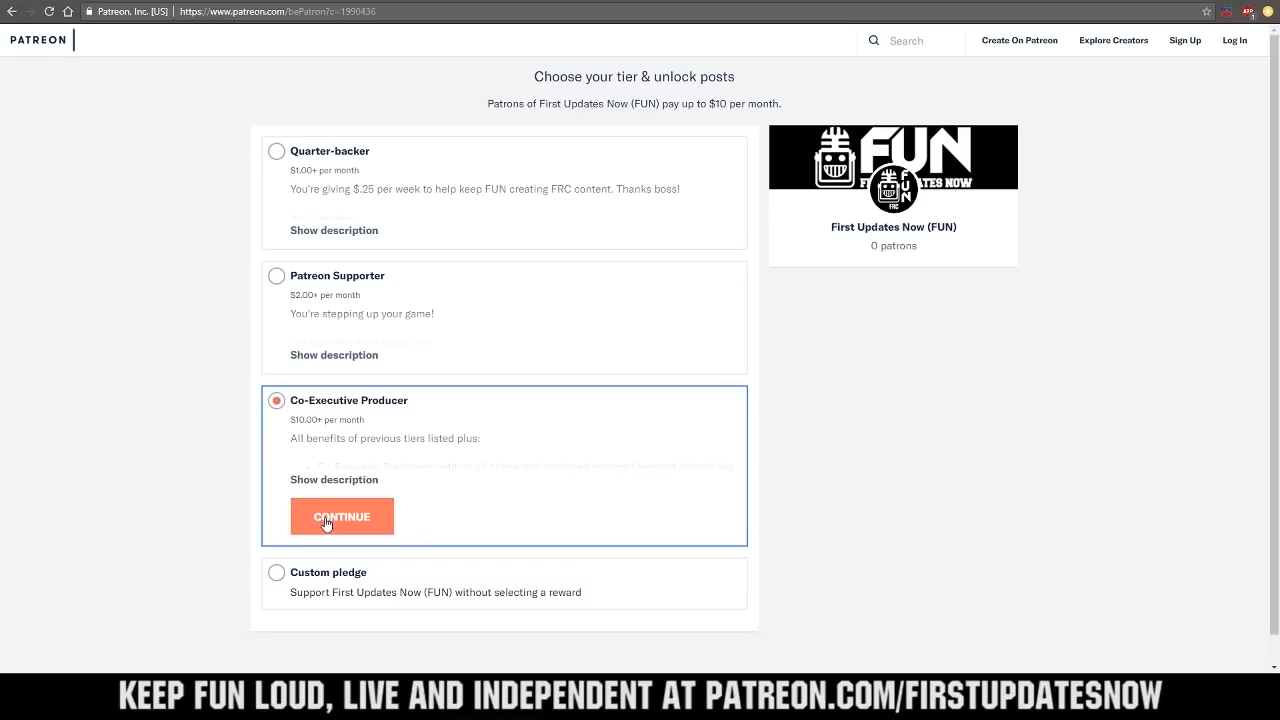 Patreon, Inc. [US] | https://www.patreon.com/bePatron?c=1990436
PATREON
Search
Create On Patreon
Explore Creators
Sign Up
Log In
Choose your tier & unlock posts
Patrons of First Updates Now (FUN) pay up to $10 per month.
Quarter-backer
$1.00+ per month
You're giving $.25 per week to help keep FUN creating FRC content. Thanks boss!
Show description
Patreon Supporter
$2.00+ per month
You're stepping up your game!
Show description
Co-Executive Producer
$10.00+ per month
All benefits of previous tiers listed plus:
Show description
CONTINUE
Custom pledge
Support First Updates Now (FUN) without selecting a reward
FUN
FUN
FRC
First Updates Now (FUN)
0 patrons
KEEP FUN LOUD, LIVE AND INDEPENDENT AT PATREON.COM/FIRSTUPDATESNOW